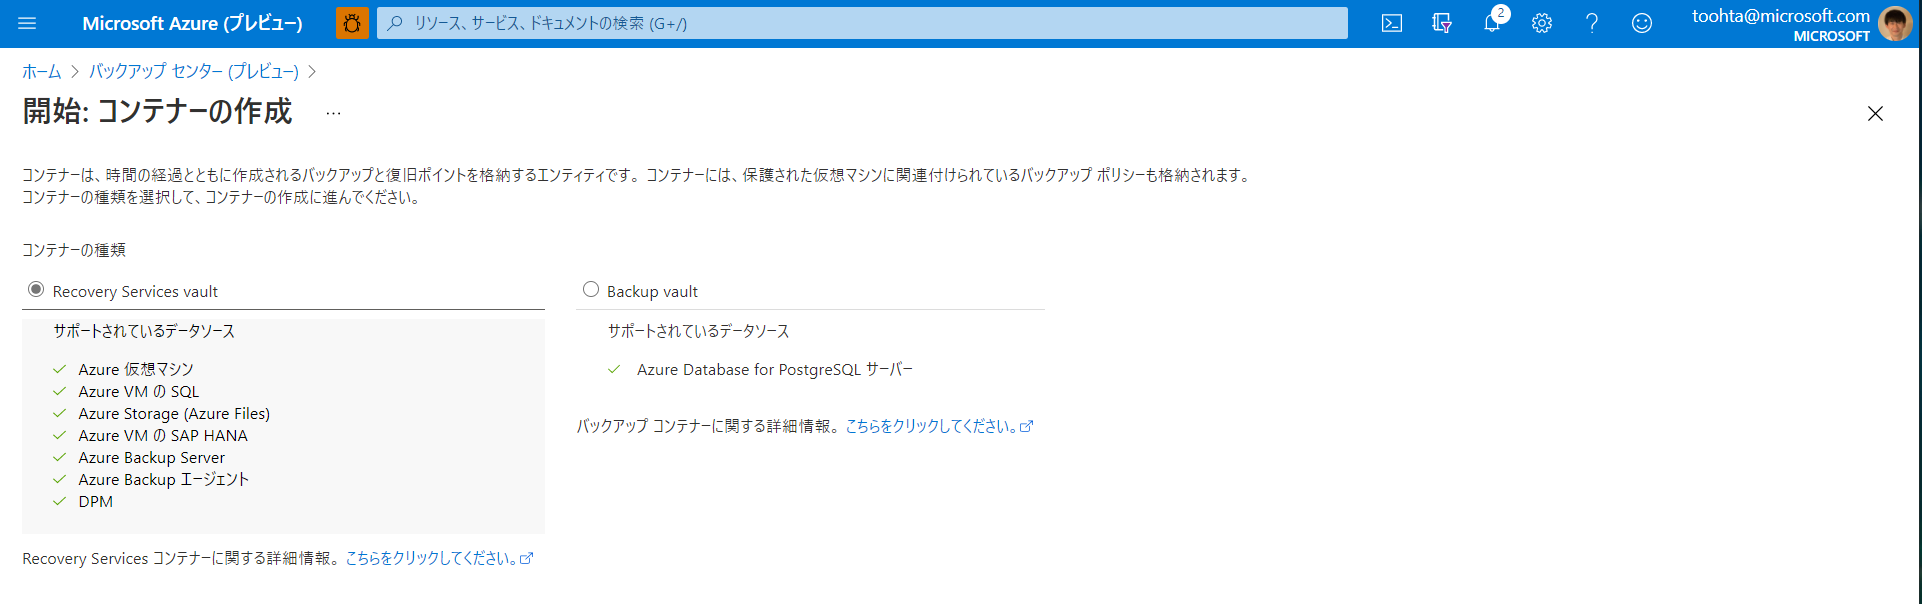 Microsoft Azure (プレビュー)
リソース、サービス、ドキュメントの検索 (G+/)
2
toohta@microsoft.com
MICROSOFT
ホーム > バックアップ センター (プレビュー) >
開始: コンテナーの作成 …
コンテナーは、時間の経過とともに作成されるバックアップと復旧ポイントを格納するエンティティです。コンテナーには、保護された仮想マシンに関連付けられているバックアップ ポリシーも格納されます。
コンテナーの種類を選択して、コンテナーの作成に進んでください。
コンテナーの種類
Recovery Services vault
サポートされているデータソース
Azure 仮想マシン
Azure VM の SQL
Azure Storage (Azure Files)
Azure VM の SAP HANA
Azure Backup Server
Azure Backup エージェント
DPM
Recovery Services コンテナーに関する詳細情報。こちらをクリックしてください。
Backup vault
サポートされているデータソース
Azure Database for PostgreSQL サーバー
バックアップ コンテナーに関する詳細情報。こちらをクリックしてください。